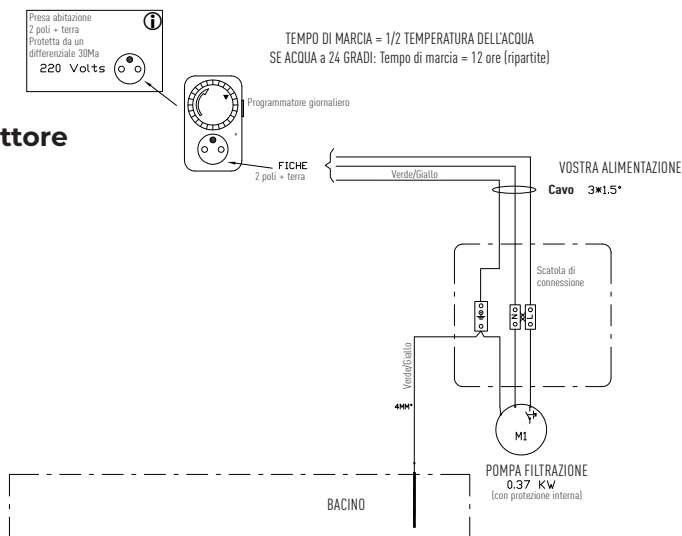 Presa abitazione
2 poli + terra
Protetta da un
differenziale 30Ma
220 Volts
i
TEMPO DI MARCIA = 1/2 TEMPERATURA DELL'ACQUA
SE ACQUA a 24 GRADI: Tempo di marcia = 12 ore (ripartite)
ttore
Programmatore giornaliero
FICHE
2 poli + terra
Verde/Giallo
VOSTRA ALIMENTAZIONE
Cavo 3*1.5°
Scatola di
connessione
N
L
Verde/Giallo
4MM²
M1
POMPA FILTRAZIONE
0.37 KW
(con protezione interna)
BACINO